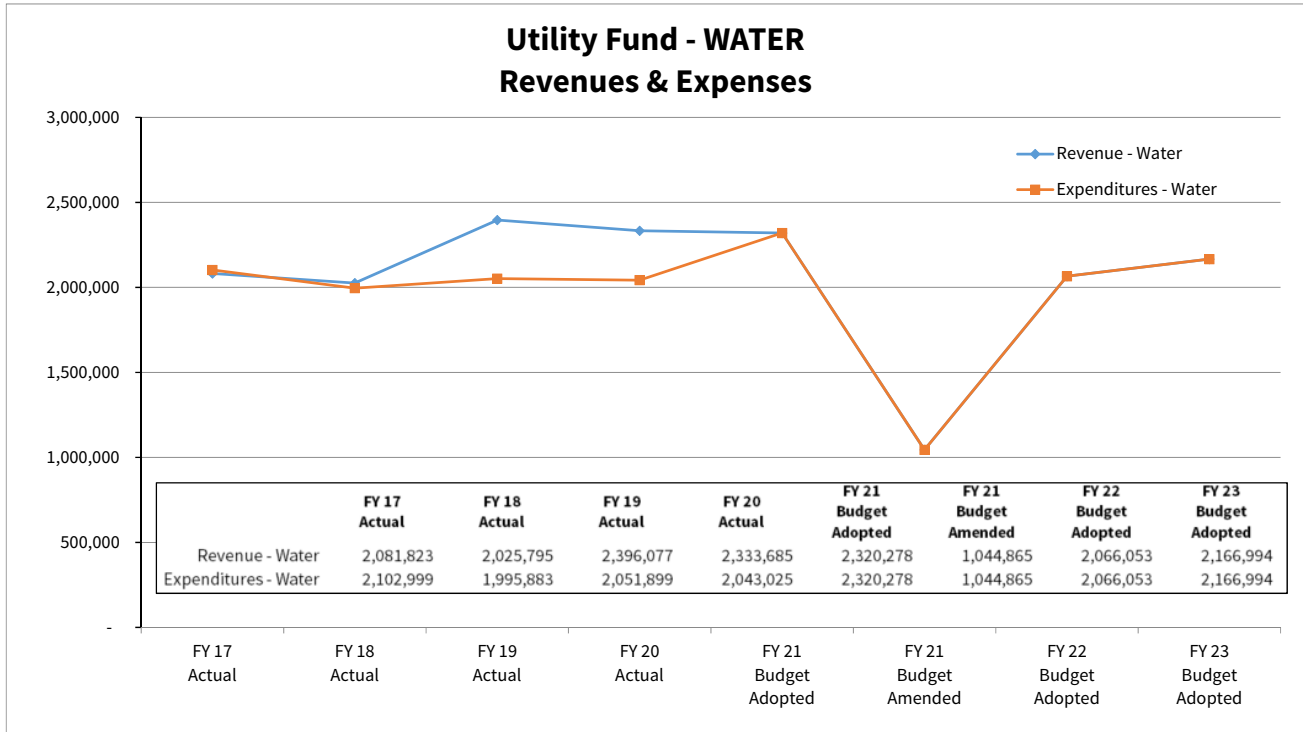 Utility Fund - WATER
Revenues & Expenses
3,000,000
2,500,000
2,000,000
1,500,000
1,000,000
500,000
-
Revenue - Water
Expenditures - Water
FY 17 FY 18 FY 19 FY 20 FY 21 FY 21 FY 22 FY 23
Actual Actual Actual Actual Budget Budget Budget Budget
Adopted Amended Adopted Adopted
Revenue - Water 2,081,823 2,025,795 2,396,077 2,333,685 2,320,278 1,044,865 2,066,053 2,166,994
Expenditures - Water 2,102,999 1,995,883 2,051,899 2,043,025 2,320,278 1,044,865 2,066,053 2,166,994
FY 17 FY 18 FY 19 FY 20 FY 21 FY 21 FY 22 FY 23
Actual Actual Actual Actual Budget Budget Budget Budget
Adopted Amended Adopted Adopted